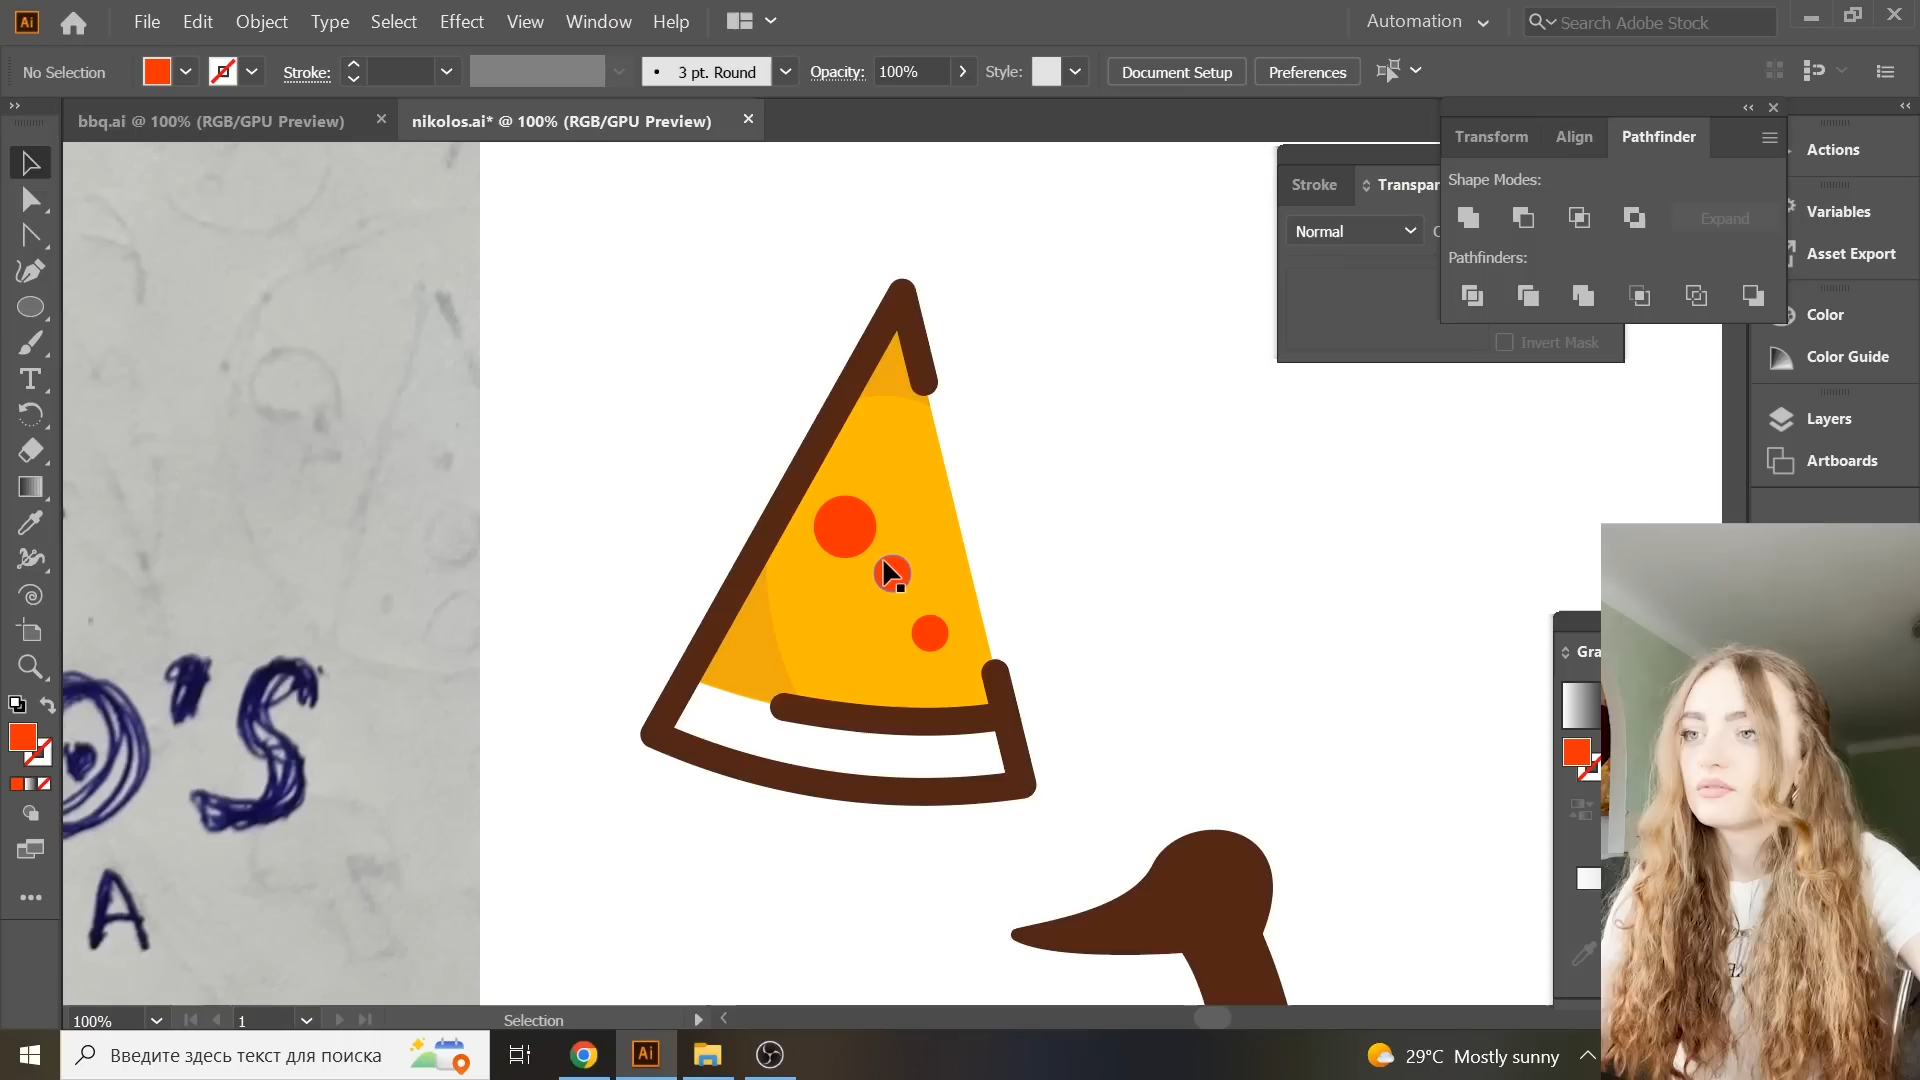 Ai File Edit Object Type Select Effect View Window Help Automation Search Adobe Stock
No Selection Stroke: 3 pt. Round Opacity: 100% Style: Document Setup Preferences
bbq.ai @ 100% (RGB/GPU Preview) nikolos.ai* @ 100% (RGB/GPU Preview)
Transform Align Pathfinder
Actions
Shape Modes:
Stroke Transpar
Variables
Expand
Normal
Asset Export
Pathfinders:
Color
Invert Mask
Color Guide
Layers
Artboards
Gra
O'S
A
100% 1 Selection
Введите здесь текст для поиска
Ai
29°C Mostly sunny